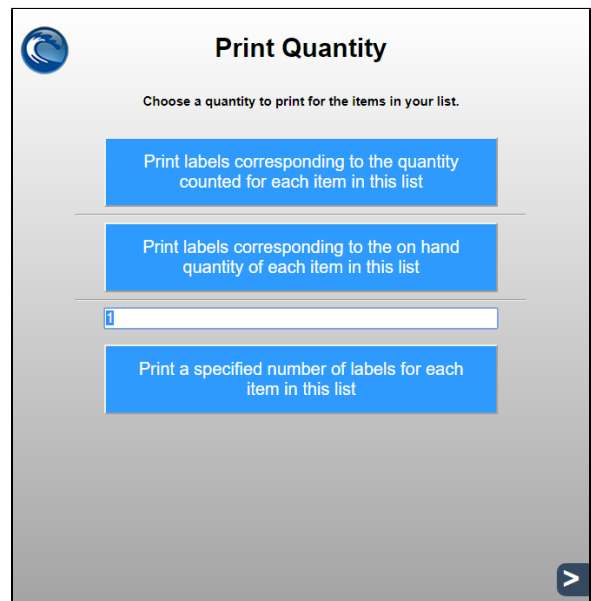 Print Quantity
Choose a quantity to print for the items in your list.
Print labels corresponding to the quantity
counted for each item in this list
Print labels corresponding to the on hand
quantity of each item in this list
1
Print a specified number of labels for each
item in this list
>